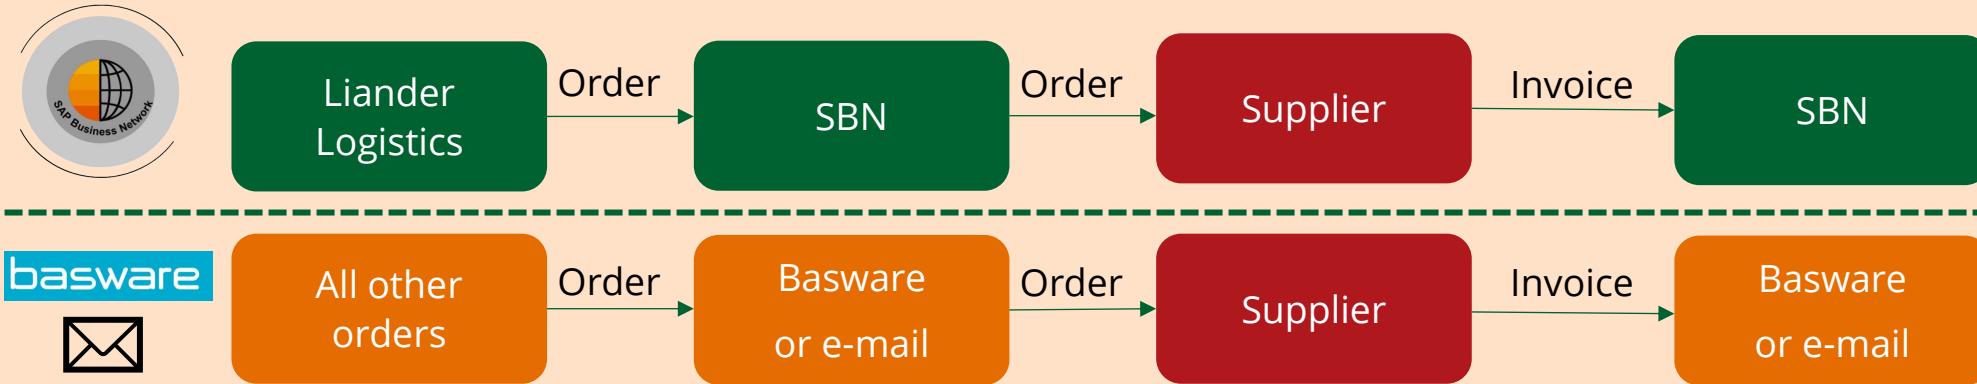 SAP Business Network
Liander
Logistics
Order
SBN
Order
Supplier
Invoice
SBN
basware
All other
orders
Order
Basware
or e-mail
Order
Supplier
Invoice
Basware
or e-mail